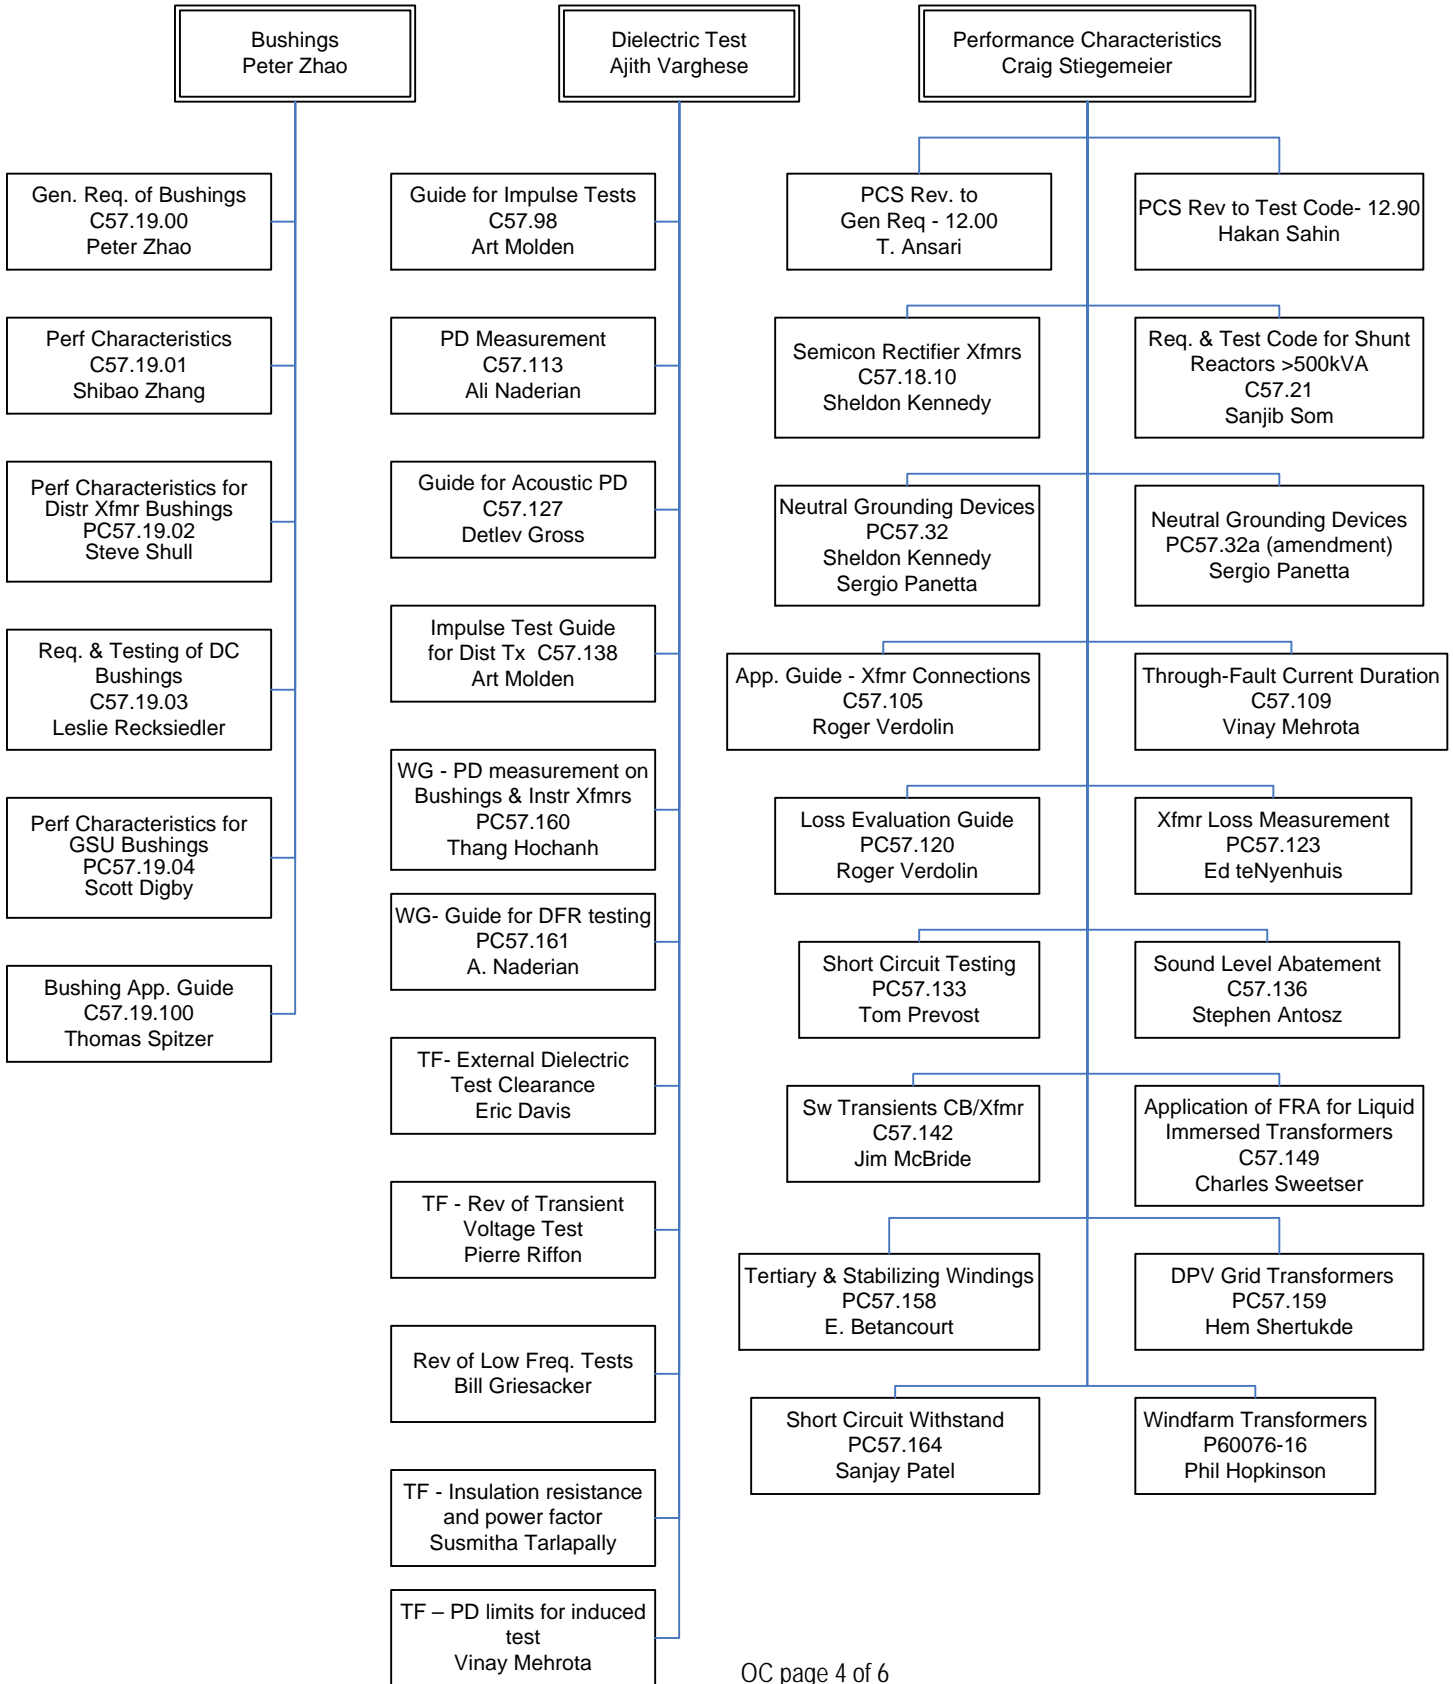 Bushings
Peter Zhao
Gen. Req. of Bushings
C57.19.00
Peter Zhao
Perf Characteristics
C57.19.01
Shibao Zhang
Perf Characteristics for
Distr Xfmr Bushings
PC57.19.02
Steve Shull
Req. & Testing of DC
Bushings
C57.19.03
Leslie Recksiedler
Perf Characteristics for
GSU Bushings
PC57.19.04
Scott Digby
Bushing App. Guide
C57.19.100
Thomas Spitzer
Dielectric Test
Ajith Varghese
Guide for Impulse Tests
C57.98
Art Molden
PD Measurement
C57.113
Ali Naderian
Guide for Acoustic PD
C57.127
Detlev Gross
Impulse Test Guide
for Dist Tx  C57.138
Art Molden
WG - PD measurement on
Bushings & Instr Xfmrs
PC57.160
Thang Hochanh
WG- Guide for DFR testing
PC57.161
A. Naderian
TF- External Dielectric
Test Clearance
Eric Davis
TF - Rev of Transient
Voltage Test
Pierre Riffon
Rev of Low Freq. Tests
Bill Griesacker
TF - Insulation resistance
and power factor
Susmitha Tarlapally
TF – PD limits for induced
test
Vinay Mehrota
Performance Characteristics
Craig Stiegemeier
PCS Rev. to
Gen Req - 12.00
T. Ansari
PCS Rev to Test Code- 12.90
Hakan Sahin
Semicon Rectifier Xfmrs
C57.18.10
Sheldon Kennedy
Req. & Test Code for Shunt
Reactors >500kVA
C57.21
Sanjib Som
Neutral Grounding Devices
PC57.32
Sheldon Kennedy
Sergio Panetta
Neutral Grounding Devices
PC57.32a (amendment)
Sergio Panetta
App. Guide - Xfmr Connections
C57.105
Roger Verdolin
Through-Fault Current Duration
C57.109
Vinay Mehrota
Loss Evaluation Guide
PC57.120
Roger Verdolin
Xfmr Loss Measurement
PC57.123
Ed teNyenhuis
Short Circuit Testing
PC57.133
Tom Prevost
Sound Level Abatement
C57.136
Stephen Antosz
Sw Transients CB/Xfmr
C57.142
Jim McBride
Application of FRA for Liquid
Immersed Transformers
C57.149
Charles Sweetser
Tertiary & Stabilizing Windings
PC57.158
E. Betancourt
DPV Grid Transformers
PC57.159
Hem Shertukde
Short Circuit Withstand
PC57.164
Sanjay Patel
Windfarm Transformers
P60076-16
Phil Hopkinson
OC page 4 of 6